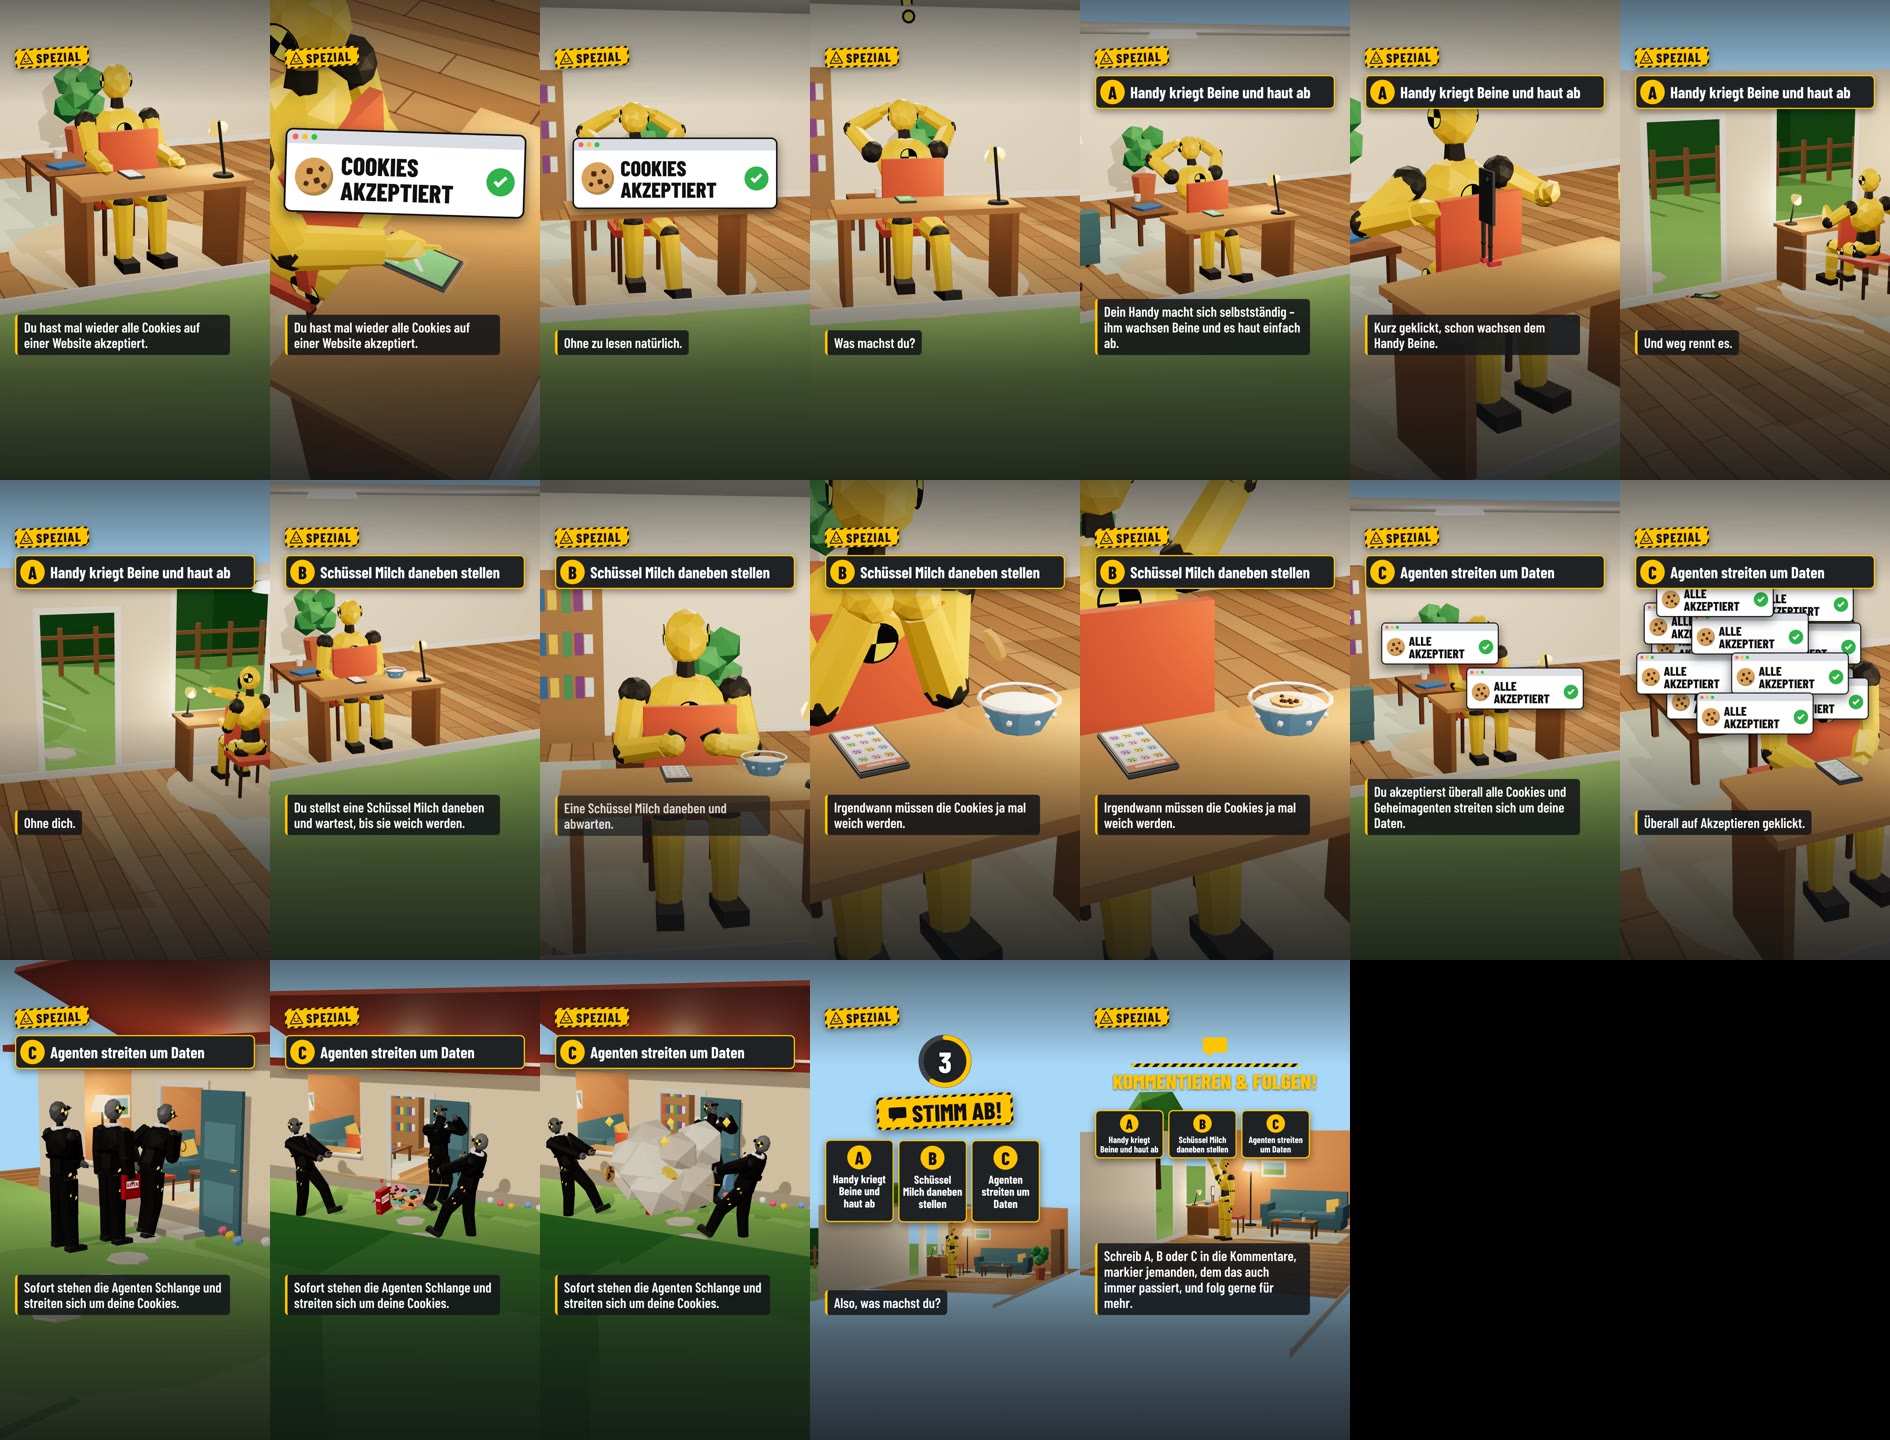 SPEZIAL
Du hast mal wieder alle Cookies auf
einer Website akzeptiert.
SPEZIAL
COOKIES
AKZEPTIERT
Du hast mal wieder alle Cookies auf
einer Website akzeptiert.
SPEZIAL
COOKIES
AKZEPTIERT
Ohne zu lesen natürlich.
SPEZIAL
Was machst du?
SPEZIAL
A Handy kriegt Beine und haut ab
Dein Handy macht sich selbstständig –
ihm wachsen Beine und es haut einfach
ab.
SPEZIAL
A Handy kriegt Beine und haut ab
Kurz geklickt, schon wachsen dem
Handy Beine.
SPEZIAL
A Handy kriegt Beine und haut ab
Und weg rennt es.
SPEZIAL
A Handy kriegt Beine und haut ab
Ohne dich.
SPEZIAL
B Schüssel Milch daneben stellen
Du stellst eine Schüssel Milch daneben
und wartest, bis sie weich werden.
SPEZIAL
B Schüssel Milch daneben stellen
Eine Schüssel Milch daneben und
abwarten.
SPEZIAL
B Schüssel Milch daneben stellen
Irgendwann müssen die Cookies ja mal
weich werden.
SPEZIAL
B Schüssel Milch daneben stellen
Irgendwann müssen die Cookies ja mal
weich werden.
SPEZIAL
C Agenten streiten um Daten
ALLE
AKZEPTIERT
ALLE
AKZEPTIERT
Du akzeptierst überall alle Cookies und
Geheimagenten streiten sich um deine
Daten.
SPEZIAL
C Agenten streiten um Daten
ALLE
AKZEPTIERT
ALLE
AKZEPTIERT
ALLE
AKZEPTIERT
ALLE
AKZEPTIERT
ALLE
AKZEPTIERT
Überall auf Akzeptieren geklickt.
SPEZIAL
C Agenten streiten um Daten
Sofort stehen die Agenten Schlange und
streiten sich um deine Cookies.
SPEZIAL
C Agenten streiten um Daten
Sofort stehen die Agenten Schlange und
streiten sich um deine Cookies.
SPEZIAL
C Agenten streiten um Daten
Sofort stehen die Agenten Schlange und
streiten sich um deine Cookies.
SPEZIAL
3
STIMM AB!
A
Handy kriegt
Beine und
haut ab
B
Schüssel
Milch daneben
stellen
C
Agenten
streiten um
Daten
Also, was machst du?
SPEZIAL
KOMMENTIEREN & FOLGEN!
A
Handy kriegt
Beine und haut ab
B
Schüssel Milch
daneben stellen
C
Agenten streiten
um Daten
Schreib A, B oder C in die Kommentare,
markier jemanden, dem das auch
immer passiert, und folg gerne für
mehr.